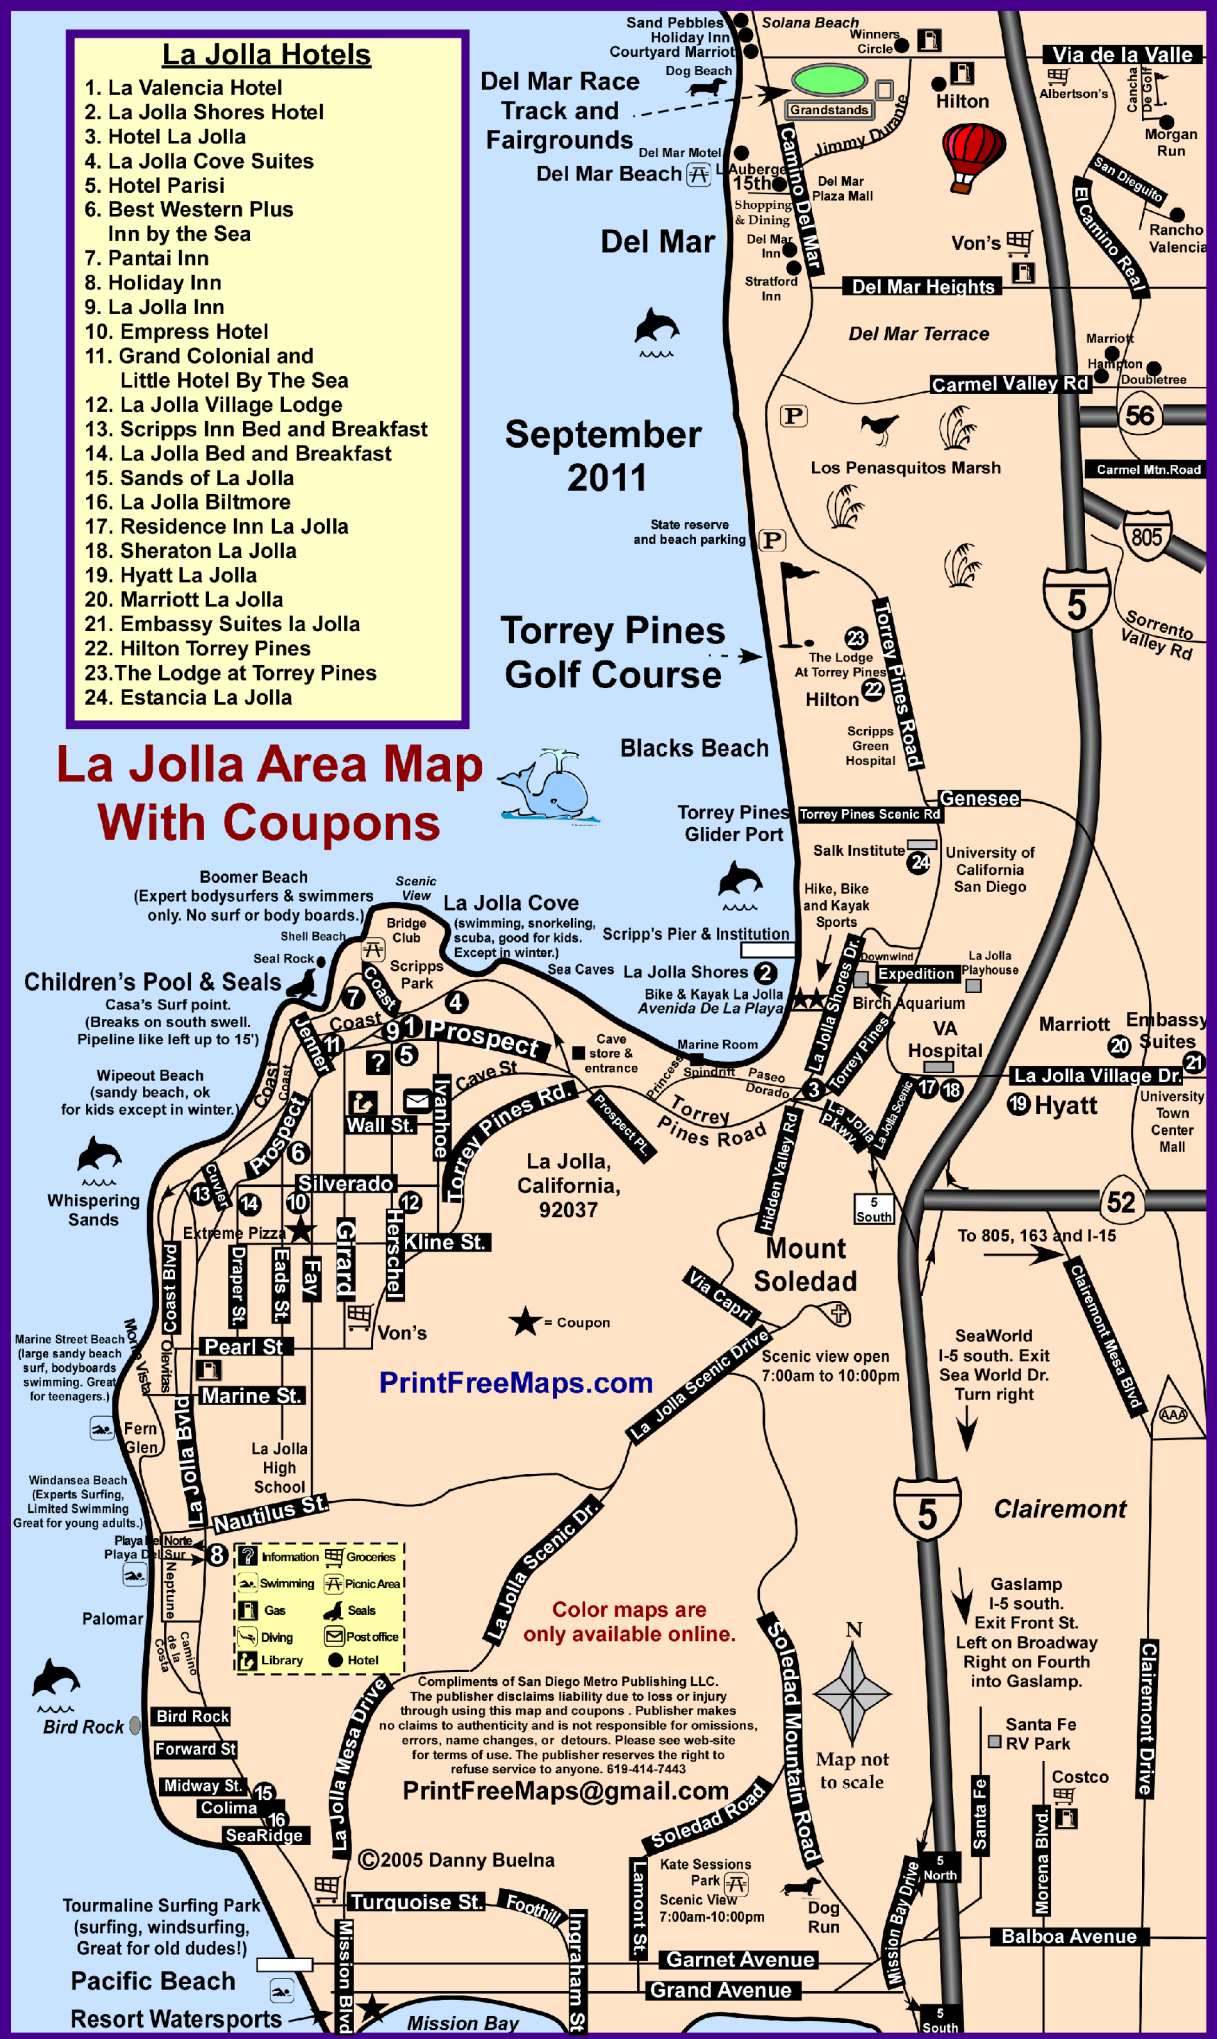 La Jolla Hotels
1. La Valencia Hotel
2. La Jolla Shores Hotel
3. Hotel La Jolla
4. La Jolla Cove Suites
5. Hotel Parisi
6. Best Western Plus
Inn by the Sea
7. Pantai Inn
8. Holiday Inn
9. La Jolla Inn
10. Empress Hotel
11. Grand Colonial and
Little Hotel By The Sea
12. La Jolla Village Lodge
13. Scripps Inn Bed and Breakfast
14. La Jolla Bed and Breakfast
15. Sands of La Jolla
16. La Jolla Biltmore
17. Residence Inn La Jolla
18. Sheraton La Jolla
19. Hyatt La Jolla
20. Marriott La Jolla
21. Embassy Suites la Jolla
22. Hilton Torrey Pines
23.The Lodge at Torrey Pines
24. Estancia La Jolla
La Jolla Area Map
With Coupons
Sand Pebbles
Holiday Inn
Courtyard Marriot
Solana Beach
Winners
Circle
Via de la Valle
Dog Beach
Del Mar Race
Track and
Fairgrounds
Grandstands
Hilton
Albertson's
Cancha
De Golf
Morgan
Run
Jimmy Durante
Camino Del Mar
Del Mar Motel
Del Mar Beach
L'Auberge
15th
Shopping
& Dining
Del Mar
Plaza Mall
San Dieguito
El Camino Real
Rancho
Valencia
Del Mar
Del Mar
Inn
Stratford
Inn
Von's
Del Mar Heights
Del Mar Terrace
Marriott
Hampton
Doubletree
Carmel Valley Rd
56
P
September
2011
Los Penasquitos Marsh
Carmel Mtn.Road
State reserve
and beach parking
P
805
5
Sorrento
Valley Rd
Torrey Pines
Golf Course
23
The Lodge
At Torrey Pines
Hilton
22
Torrey Pines Road
Scripps
Green
Hospital
Blacks Beach
Genesee
Torrey Pines
Glider Port
Torrey Pines Scenic Rd
Salk Institute
24
University of
California
San Diego
Hike, Bike
and Kayak
Sports
Boomer Beach
(Expert bodysurfers & swimmers
only. No surf or body boards.)
Scenic
View
La Jolla Cove
(swimming, snorkeling,
scuba, good for kids.
Except in winter.)
Bridge
Club
Shell Beach
Seal Rock
Scripps
Park
Scripp's Pier & Institution
Sea Caves
La Jolla Shores
2
Bike & Kayak La Jolla
Avenida De La Playa
La Jolla Shores Dr.
Downwind
Expedition
La Jolla
Playhouse
Birch Aquarium
Children's Pool & Seals
Casa's Surf point.
(Breaks on south swell.
Pipeline like left up to 15')
Wipeout Beach
(sandy beach, ok
for kids except in winter.)
7
Coast
4
Coast
9
1
Prospect
Jenner
11
?
5
Cave St
Cave
store &
entrance
Marine Room
Princess
Spindrift
Paseo
Dorado
3
Torrey Pines
VA
Hospital
17
18
Marriott
20
Embassy
Suites
21
La Jolla Village Dr.
19
Hyatt
University
Town
Center
Mall
Coast
Coast
Prospect
6
Wall St.
Ivanhoe
Torrey Pines Rd.
Prospect PL.
Torrey
Pines Road
Hidden Valley Rd
La Jolla
Pkwy.
La Jolla Scenic
5
South
52
To 805, 163 and I-15
Whispering
Sands
13
Cuvier
14
10
Silverado
12
Extreme Pizza
Kline St.
Coast Blvd
Draper St.
Eads St.
Fay
Girard
Herschel
La Jolla,
California,
92037
Mount
Soledad
Via Capri
La Jolla Scenic Drive
Scenic view open
7:00am to 10:00pm
= Coupon
Von's
Pearl St
Marine Street Beach
(large sandy beach
surf, bodyboards
swimming. Great
for teenagers.)
Monte Vista
Olevitas
Marine St.
PrintFreeMaps.com
SeaWorld
I-5 south. Exit
Sea World Dr.
Turn right
Clairemont Mesa Blvd
AAA
Fern
Glen
La Jolla Blvd
La Jolla
High
School
Nautilus St.
Windansea Beach
(Experts Surfing,
Limited Swimming
Great for young adults.)
Playa Del Norte
Playa Del Sur
8
Neptune
Palomar
Camino
de la
Costa
Information
Groceries
Swimming
Picnic Area
Gas
Seals
Diving
Post office
Library
Hotel
La Jolla Scenic Dr.
5
Clairemont
Color maps are
only available online.
Gaslamp
I-5 south.
Exit Front St.
Left on Broadway
Right on Fourth
into Gaslamp.
Soledad Mountain Road
N
Map not
to scale
Clairemont Drive
Compliments of San Diego Metro Publishing LLC.
The publisher disclaims liability due to loss or injury
through using this map and coupons . Publisher makes
no claims to authenticity and is not responsible for omissions,
errors, name changes, or detours. Please see web-site
for terms of use. The publisher reserves the right to
refuse service to anyone. 619-414-7443
PrintFreeMaps@gmail.com
La Jolla Mesa Drive
Bird Rock
Bird Rock
Forward St
Midway St.
15
Colima
16
SeaRidge
Santa Fe
RV Park
Costco
Santa Fe
Morena Blvd.
©2005 Danny Buelna
Soledad Road
Lamont St.
Kate Sessions
Park
Scenic View
7:00am-10:00pm
Dog
Run
5
North
Mission Bay Drive
Balboa Avenue
Tourmaline Surfing Park
(surfing, windsurfing,
Great for old dudes!)
Turquoise St.
Foothill
Ingraham St
Garnet Avenue
Grand Avenue
Pacific Beach
Resort Watersports
Mission Blvd
Mission Bay
5
South